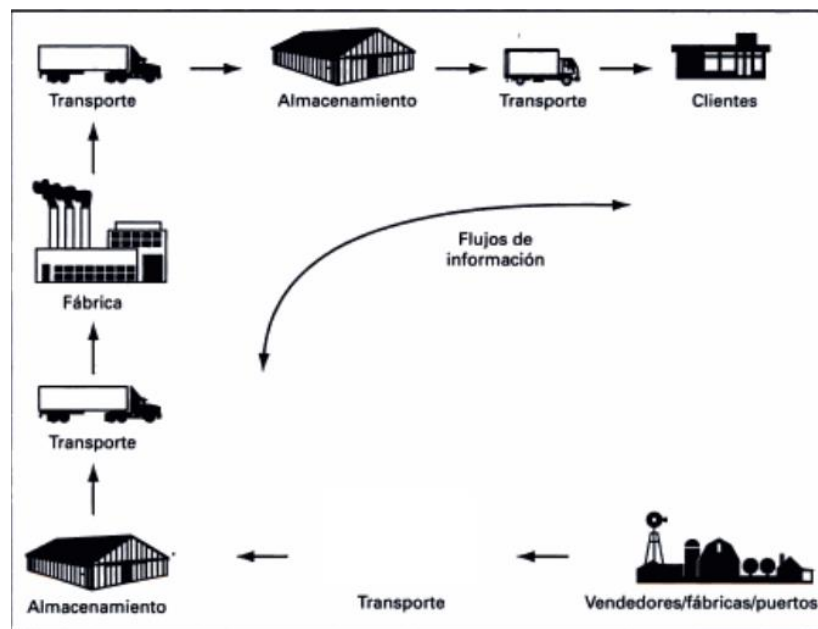 Transporte
Almacenamiento
Transporte
Clientes
Flujos de
información
Fábrica
Transporte
Almacenamiento
Transporte
Vendedores/fábricas/puertos